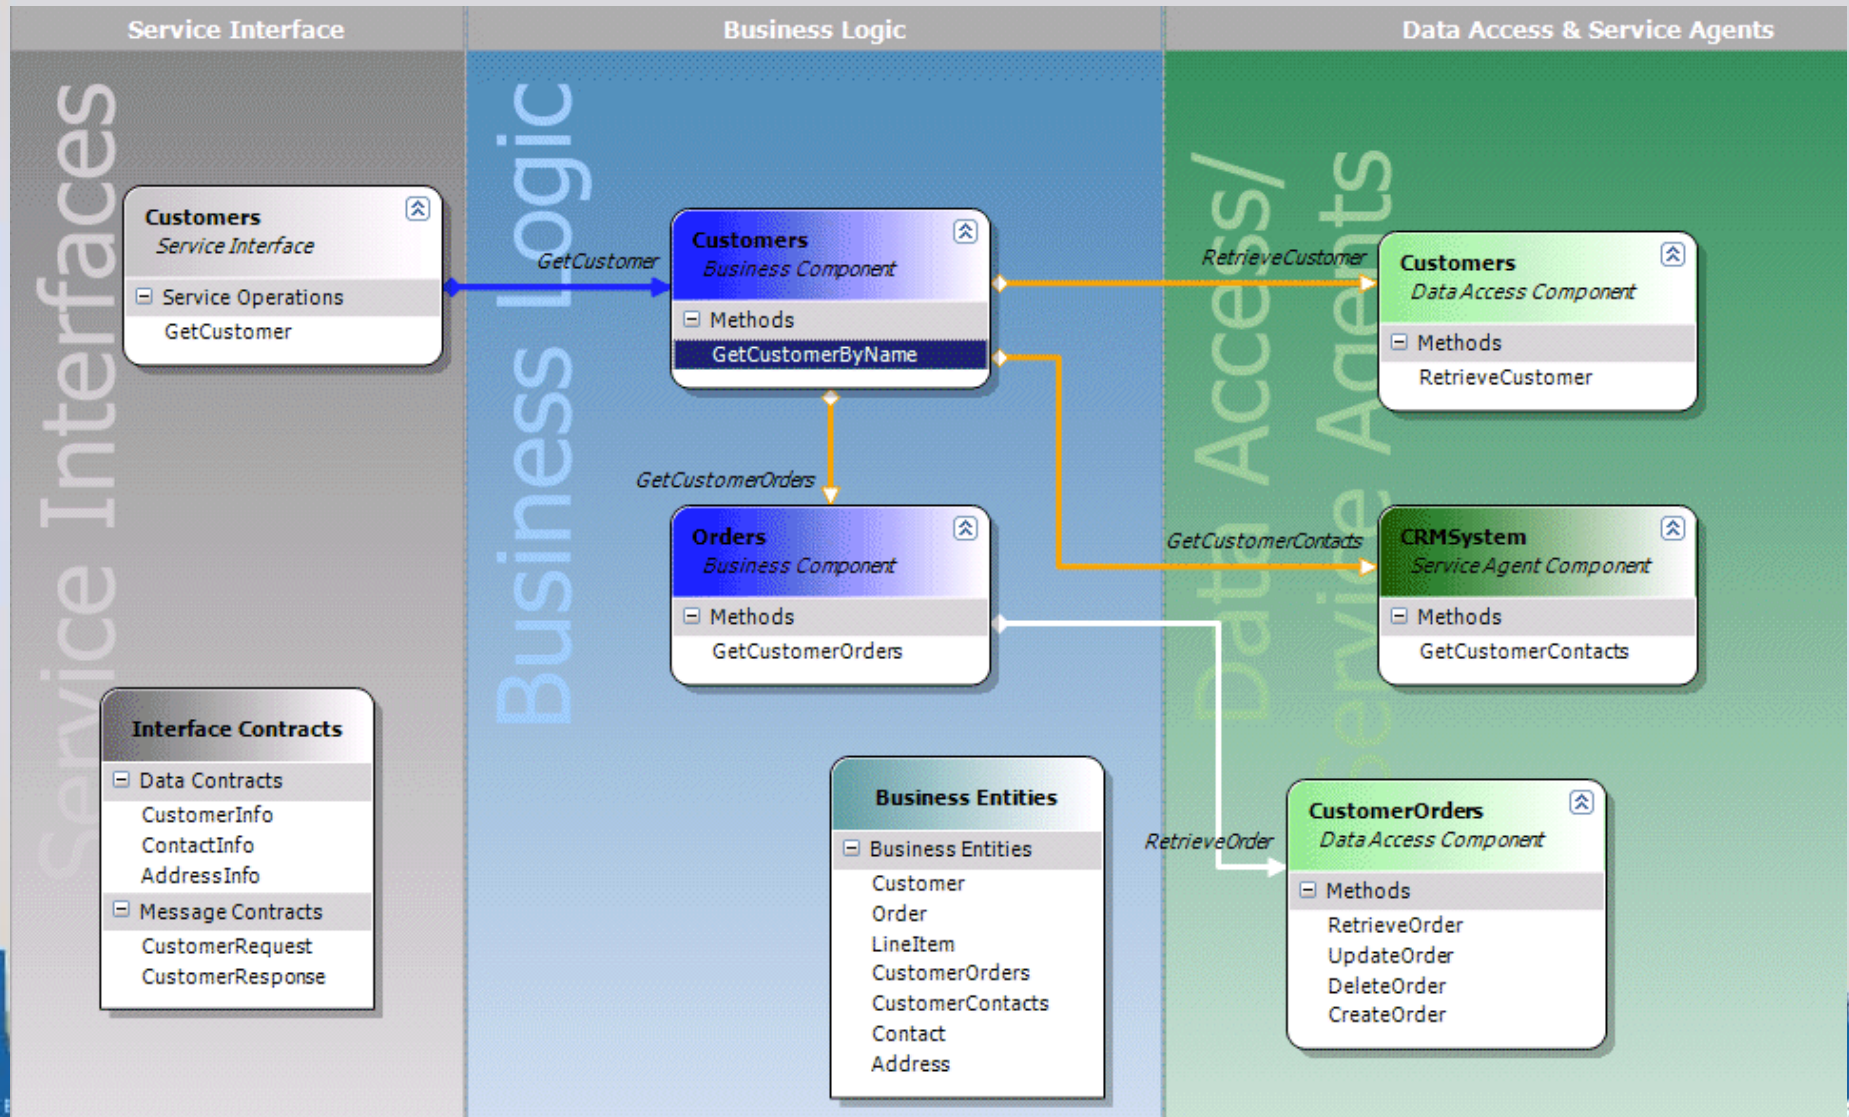 Service Interface
Business Logic
Data Access & Service Agents
Service Interfaces
Customers
Service Interface
Service Operations
GetCustomer
GetCustomer
Interface Contracts
Data Contracts
CustomerInfo
ContactInfo
AddressInfo
Message Contracts
CustomerRequest
CustomerResponse
Business Logic
Customers
Business Component
Methods
GetCustomerByName
GetCustomerOrders
Orders
Business Component
Methods
GetCustomerOrders
Business Entities
Business Entities
Customer
Order
LineItem
CustomerOrders
CustomerContacts
Contact
Address
Data Access/
Service Agents
RetrieveCustomer
Customers
Data Access Component
Methods
RetrieveCustomer
GetCustomerContacts
CRMSystem
Service Agent Component
Methods
GetCustomerContacts
RetrieveOrder
CustomerOrders
Data Access Component
Methods
RetrieveOrder
UpdateOrder
DeleteOrder
CreateOrder